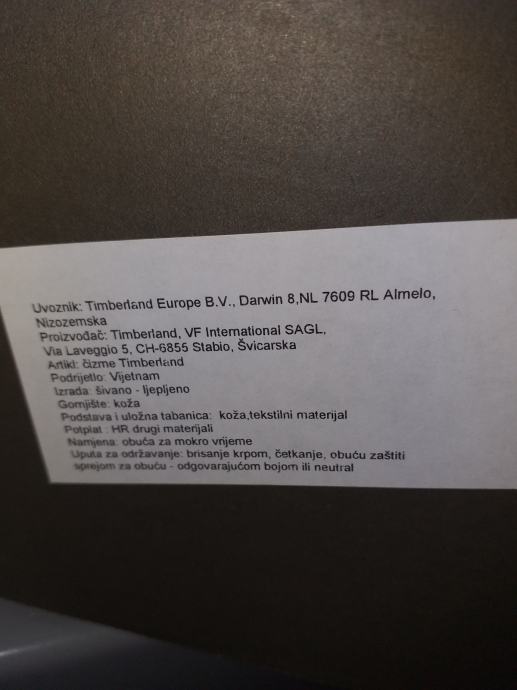 Uvoznik: Timberland Europe B.V., Darwin 8,NL 7609 RL Almelo,
Nizozemska
Proizvođač: Timberland, VF International SAGL,
Via Laveggio 5, CH-6855 Stabio, Švicarska
Artikl: čizme Timberland
Podrijetlo: Vijetnam
Izrada: šivano - ljepljeno
Gornjište: koža
Podstava i uložna tabanica: koža,tekstilni materijal
Potplat : HR drugi materijali
Namjena: obuća za mokro vrijeme
Uputa za održavanje: brisanje krpom, četkanje, obuću zaštiti
sprejom za obuću - odgovarajućom bojom ili neutral